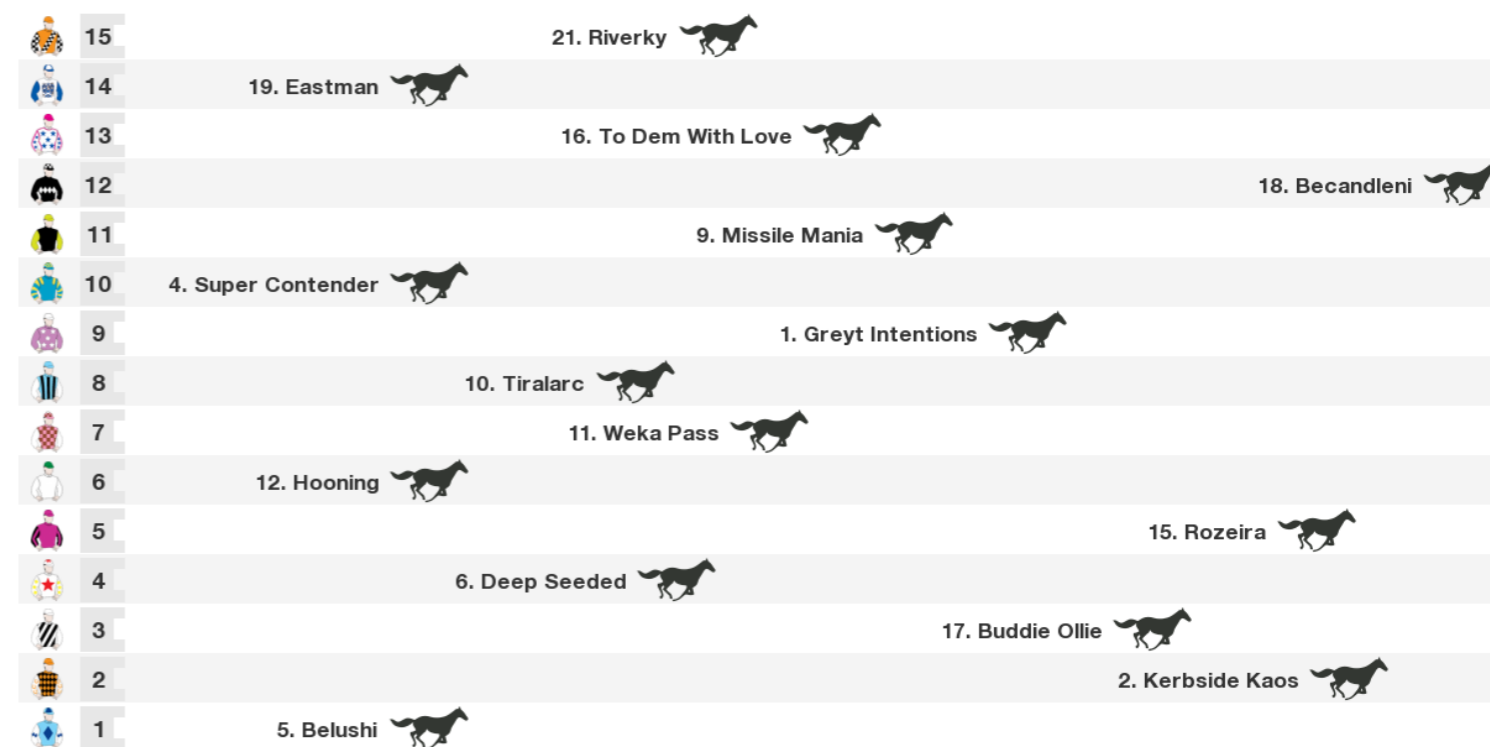 15 21. Riverky
14 19. Eastman
13 16. To Dem With Love
12 18. Becandleni
11 9. Missile Mania
10 4. Super Contender
9 1. Greyt Intentions
8 10. Tiralarc
7 11. Weka Pass
6 12. Hooning
5 15. Rozeira
4 6. Deep Seeded
3 17. Buddie Ollie
2 2. Kerbside Kaos
1 5. Belushi